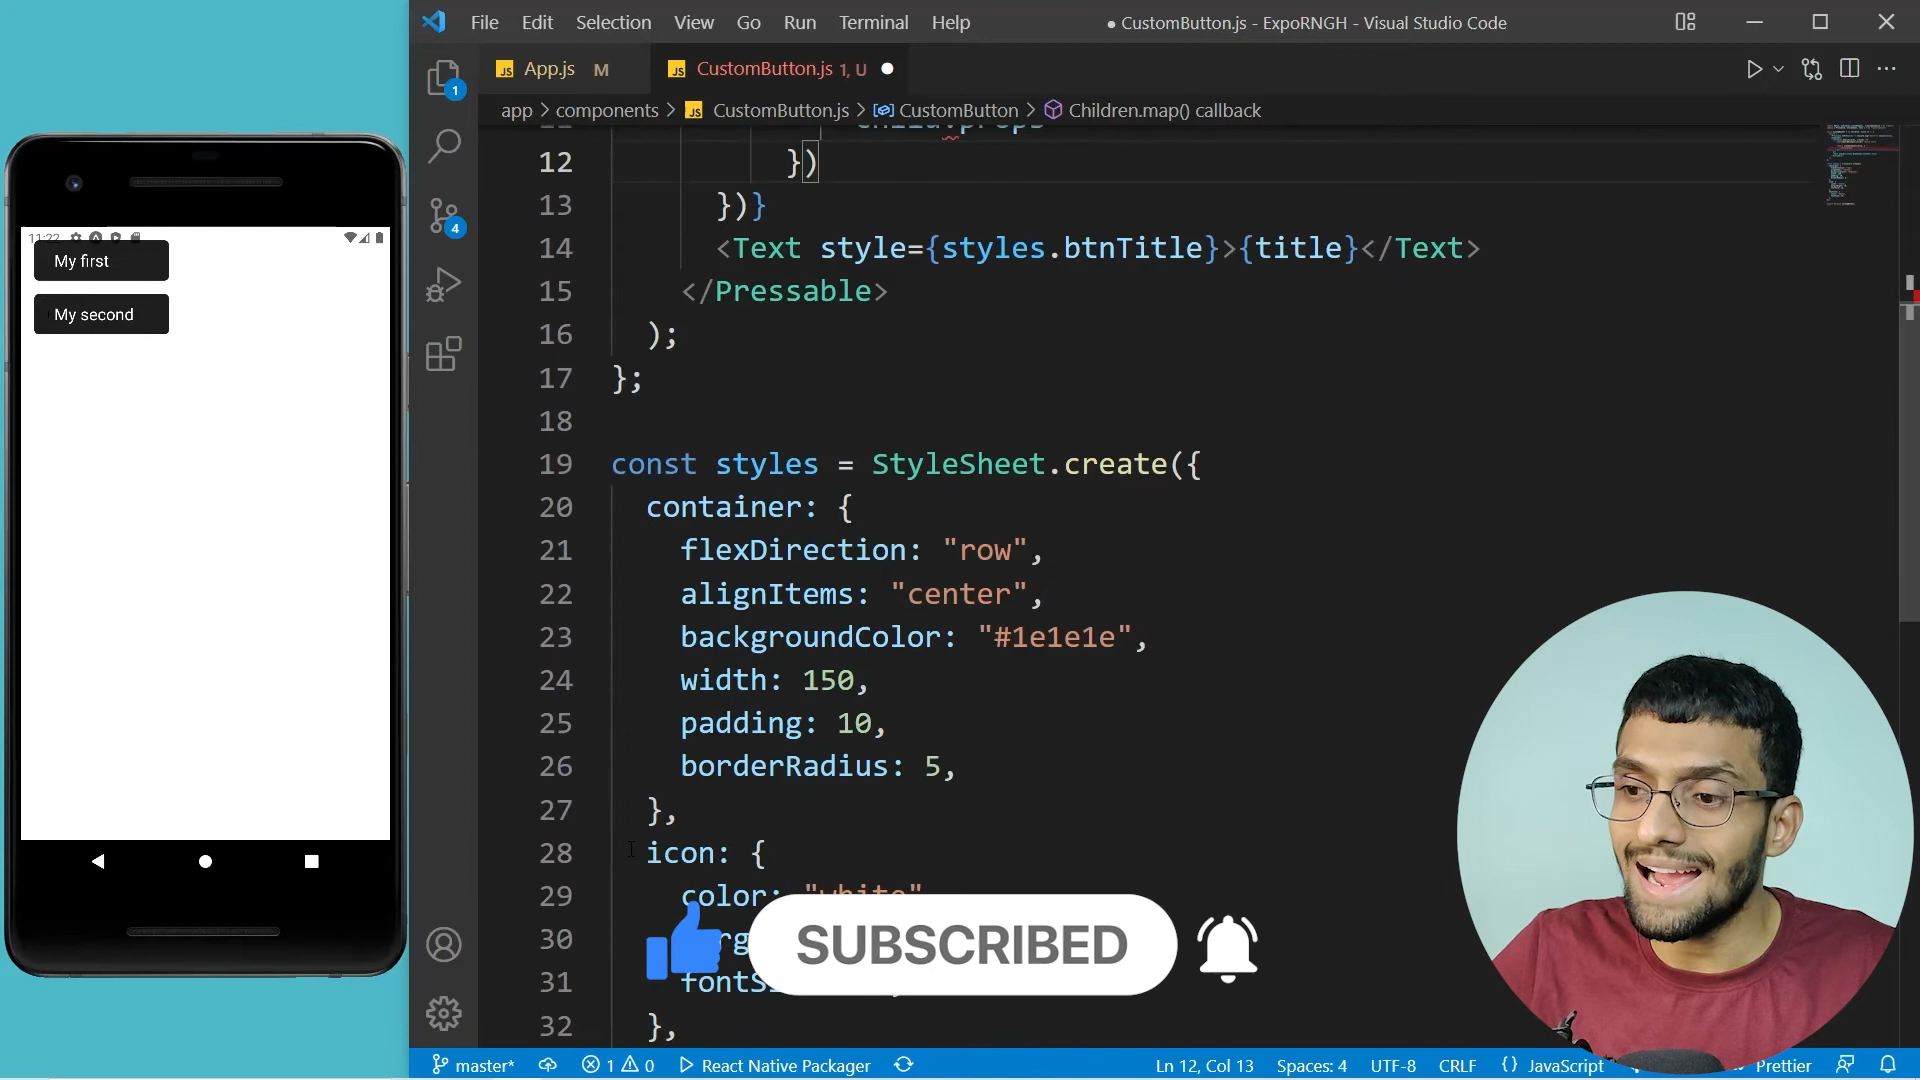 File Edit Selection View Go Run Terminal Help
● CustomButton.js - ExpoRNGH - Visual Studio Code
App.js M
CustomButton.js 1, U
app > components > CustomButton.js > CustomButton > Children.map() callback
1
4
11:22
My first
My second
12 })
13 })}
14 <Text style={styles.btnTitle}>{title}</Text>
15 </Pressable>
16 );
17 };
18
19 const styles = StyleSheet.create({
20 container: {
21 flexDirection: "row",
22 alignItems: "center",
23 backgroundColor: "#1e1e1e",
24 width: 150,
25 padding: 10,
26 borderRadius: 5,
27 },
28 icon: {
29 color: "white"
30
31
32 },
SUBSCRIBED
master* 1 0 React Native Packager
Ln 12, Col 13 Spaces: 4 UTF-8 CRLF {} JavaScript Prettier